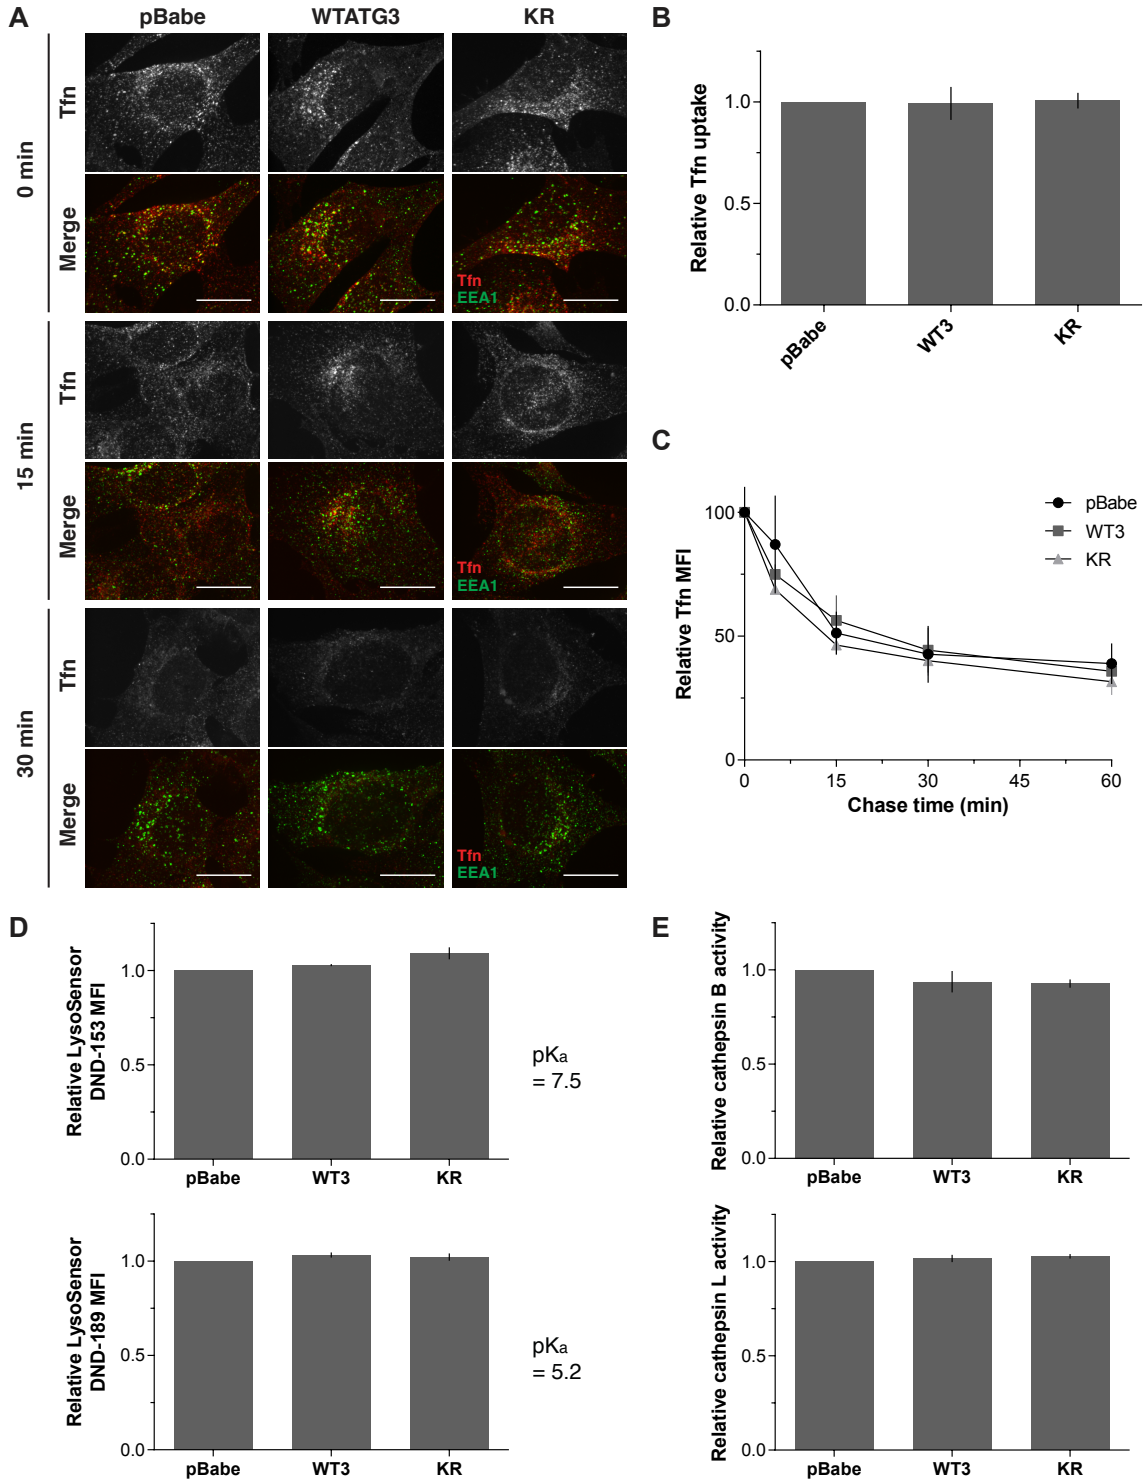 A
pBabe
WTATG3
KR
0 min
Tfn
Merge
Tfn
EEA1
15 min
Tfn
Merge
Tfn
EEA1
30 min
Tfn
Merge
Tfn
EEA1
B
Relative Tfn uptake
1.0
0.5
0.0
pBabe
WT3
KR
C
Relative Tfn MFI
100
50
0
0
15
30
45
60
Chase time (min)
pBabe
WT3
KR
D
Relative LysoSensor
DND-153 MFI
1.0
0.5
0.0
pBabe
WT3
KR
pKa
= 7.5
Relative LysoSensor
DND-189 MFI
1.0
0.5
0.0
pBabe
WT3
KR
pKa
= 5.2
E
Relative cathepsin B activity
1.0
0.5
0.0
pBabe
WT3
KR
Relative cathepsin L activity
1.0
0.5
0.0
pBabe
WT3
KR